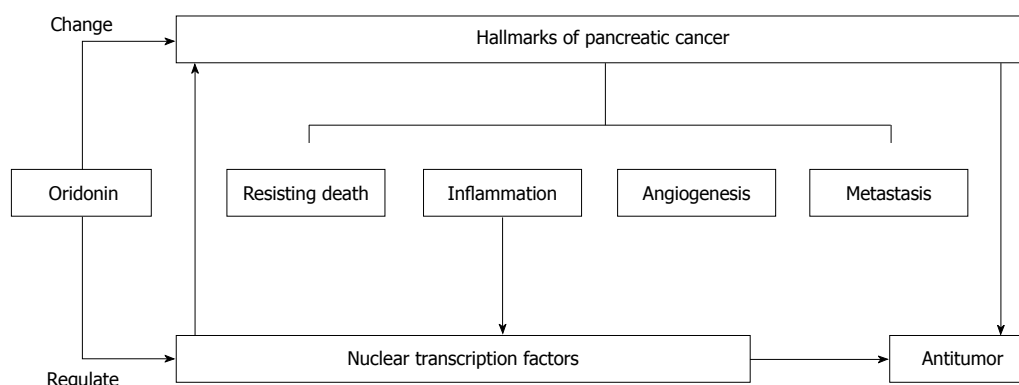 Change
Hallmarks of pancreatic cancer
Oridonin
Resisting death
Inflammation
Angiogenesis
Metastasis
Nuclear transcription factors
Antitumor
Regulate